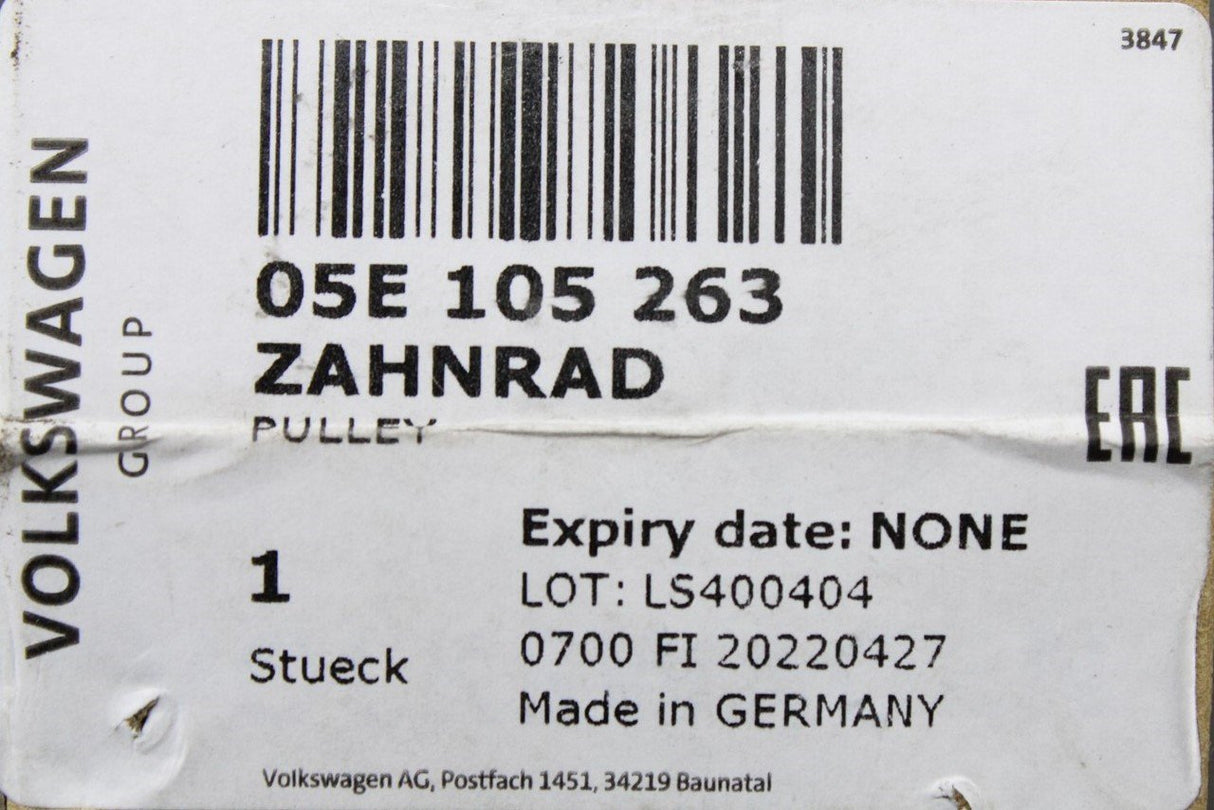 3847
VOLKSWAGEN
GROUP
05E 105 263
ZAHNRAD
PULLEY
EAC
1
Stueck
Expiry date: NONE
LOT: LS400404
0700 FI 20220427
Made in GERMANY
Volkswagen AG, Postfach 1451, 34219 Baunatal